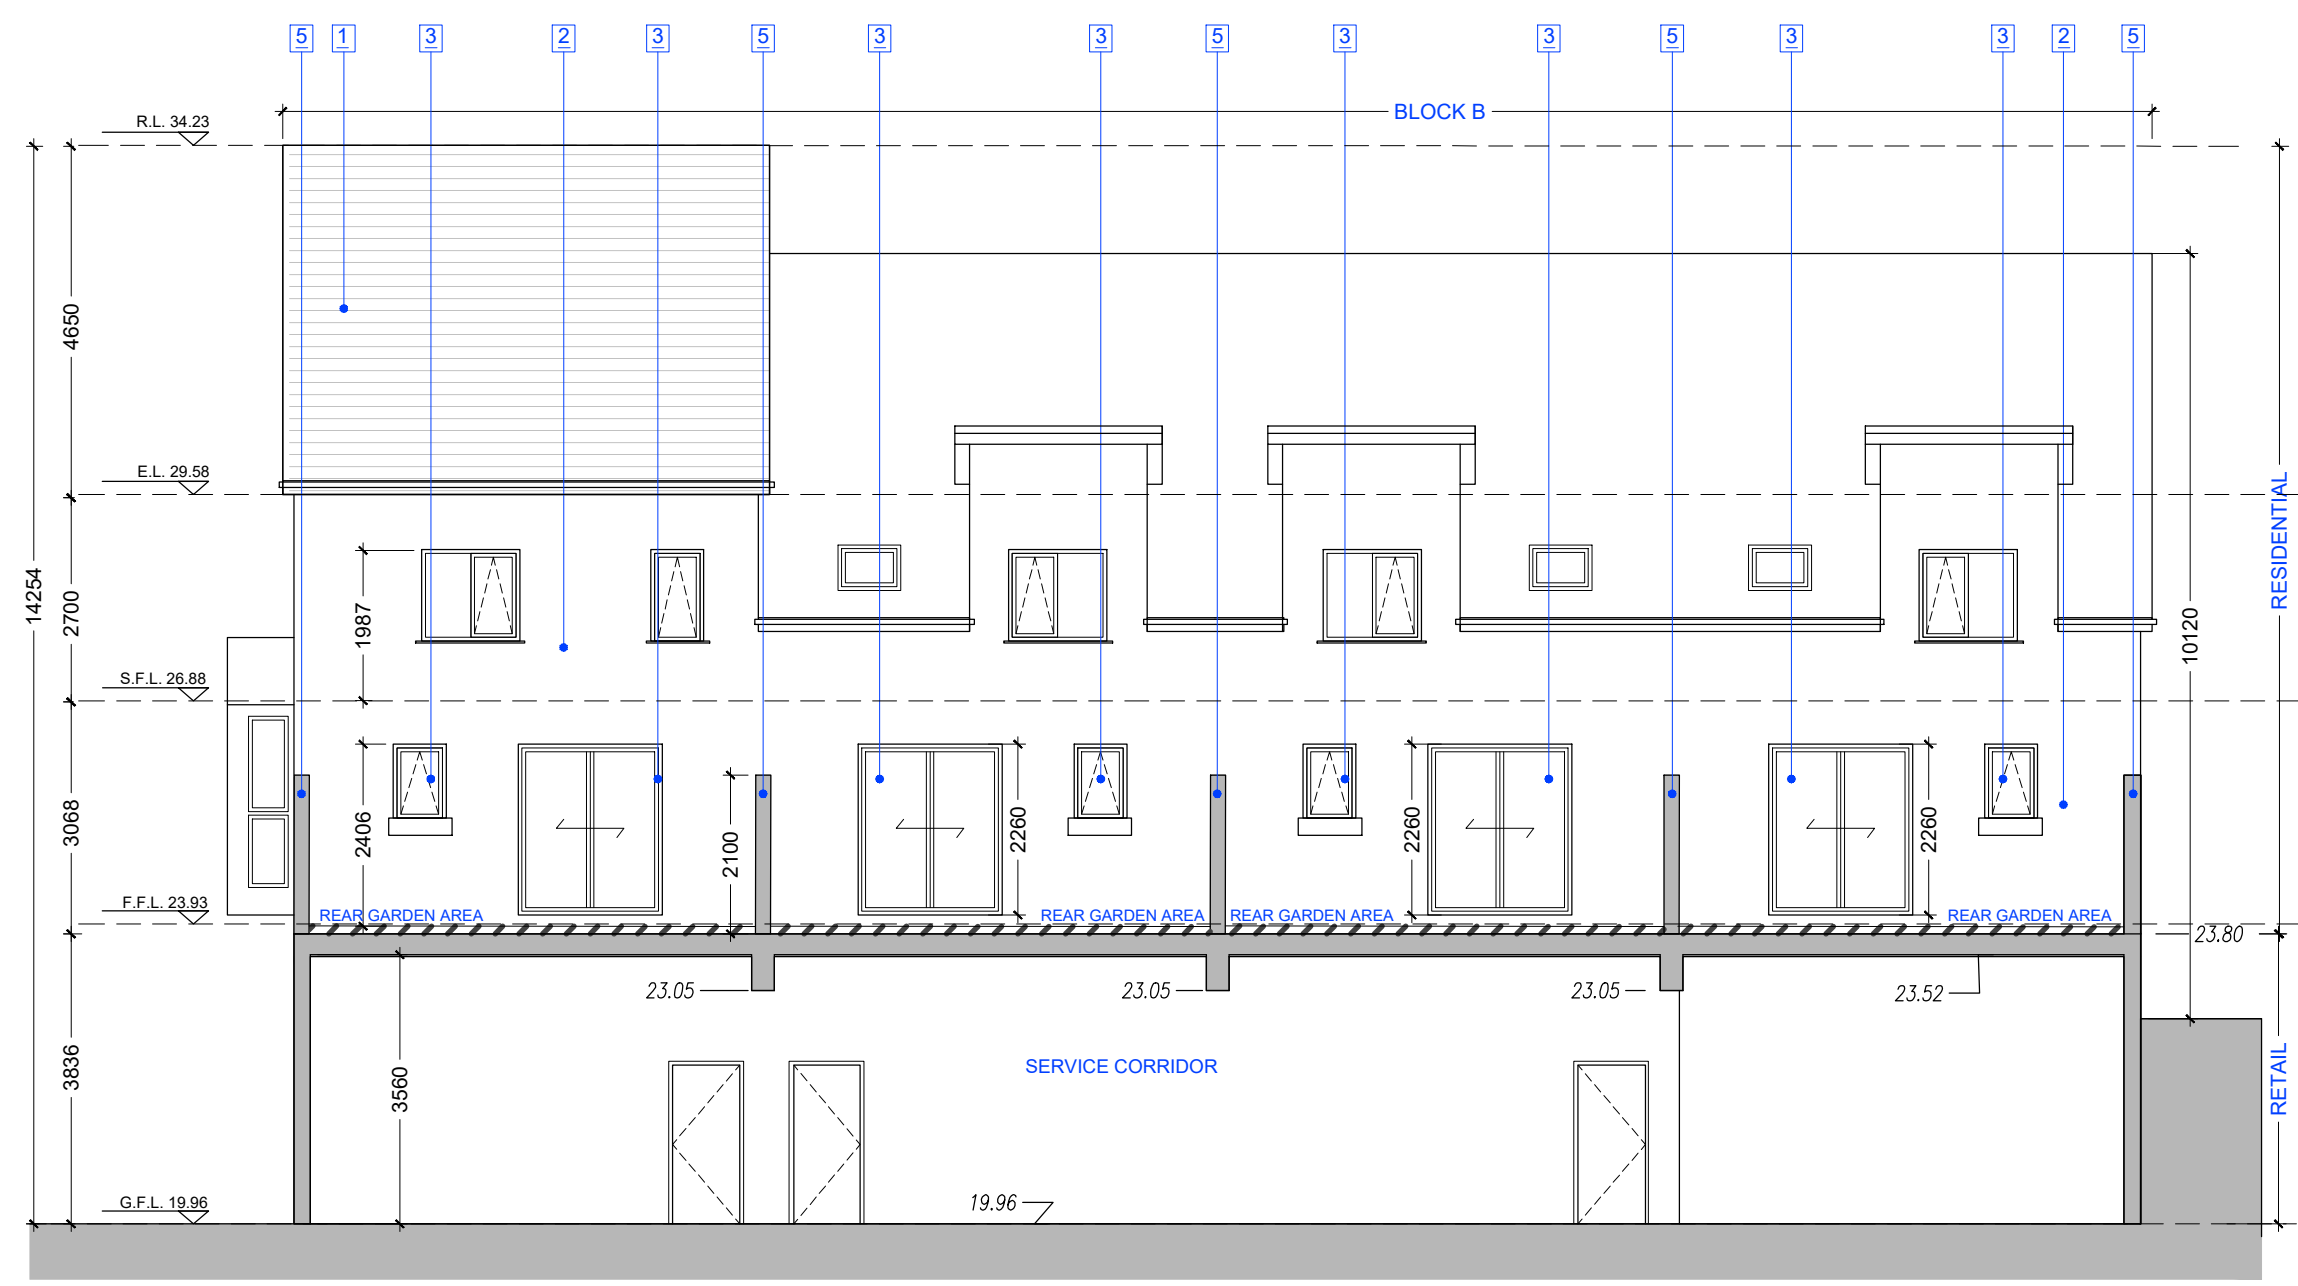 5 1 3 2 3 5 3 3 5 3 3 5 3 3 2 5
BLOCK B
R.L. 34.23
E.L. 29.58
S.F.L. 26.88
F.F.L. 23.93
G.F.L. 19.96
14254
4650
2700
3068
3836
1987
2406
3560
2100
2260
2260
2260
10120
RESIDENTIAL
RETAIL
REAR GARDEN AREA
REAR GARDEN AREA
REAR GARDEN AREA
REAR GARDEN AREA
23.80
23.05
23.05
23.05
23.52
SERVICE CORRIDOR
19.96